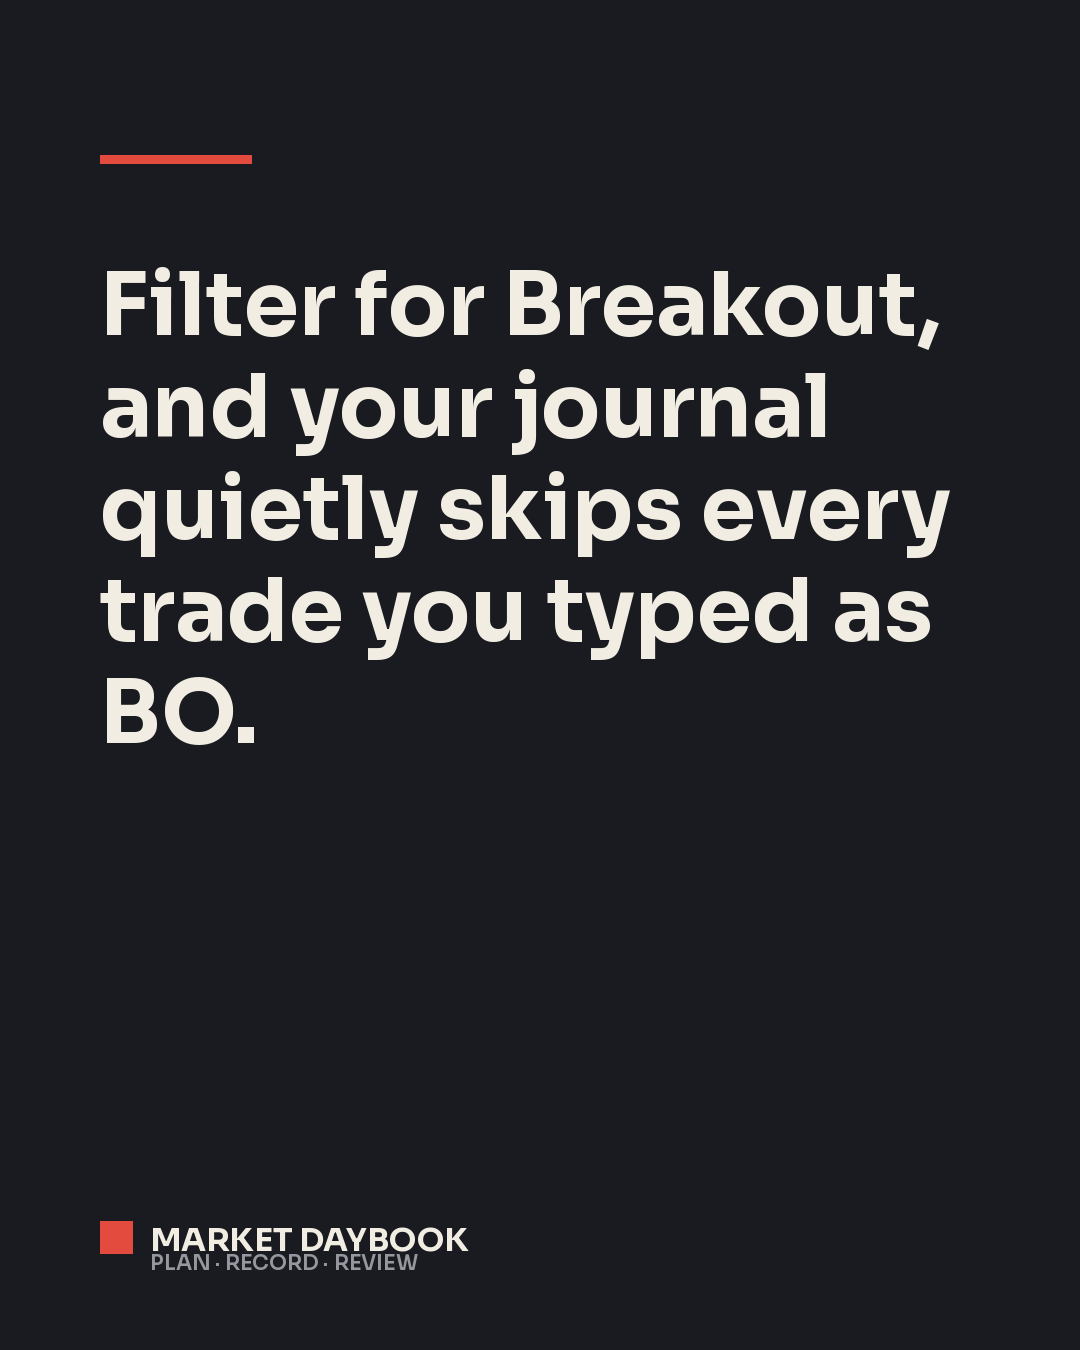 Filter for Breakout,
and your journal
quietly skips every
trade you typed as
BO.
MARKET DAYBOOK
PLAN · RECORD · REVIEW